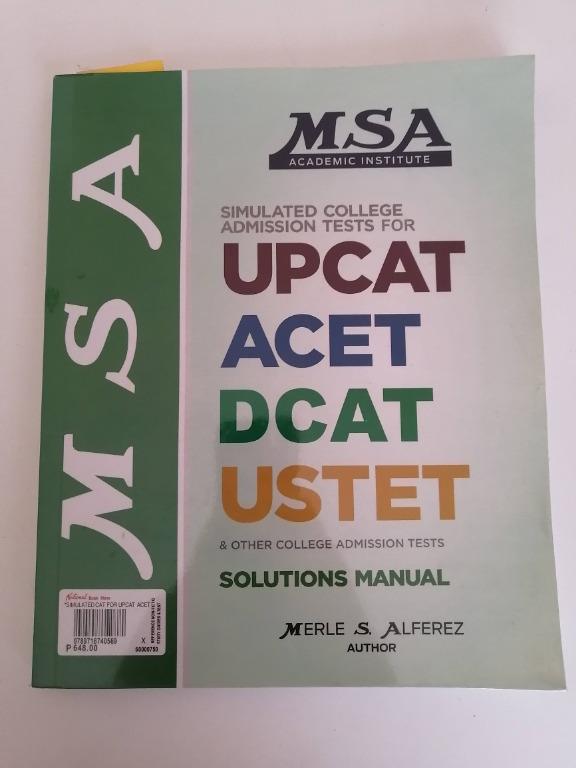 MSA
MSA
ACADEMIC INSTITUTE
SIMULATED COLLEGE
ADMISSION TESTS FOR
UPCAT
ACET
DCAT
USTET
& OTHER COLLEGE ADMISSION TESTS
SOLUTIONS MANUAL
MERLE S. ALFEREZ
AUTHOR
National Book Store
"SIMULATED CAT FOR UPCAT ACET
9789718740569
X
₱ 648.00